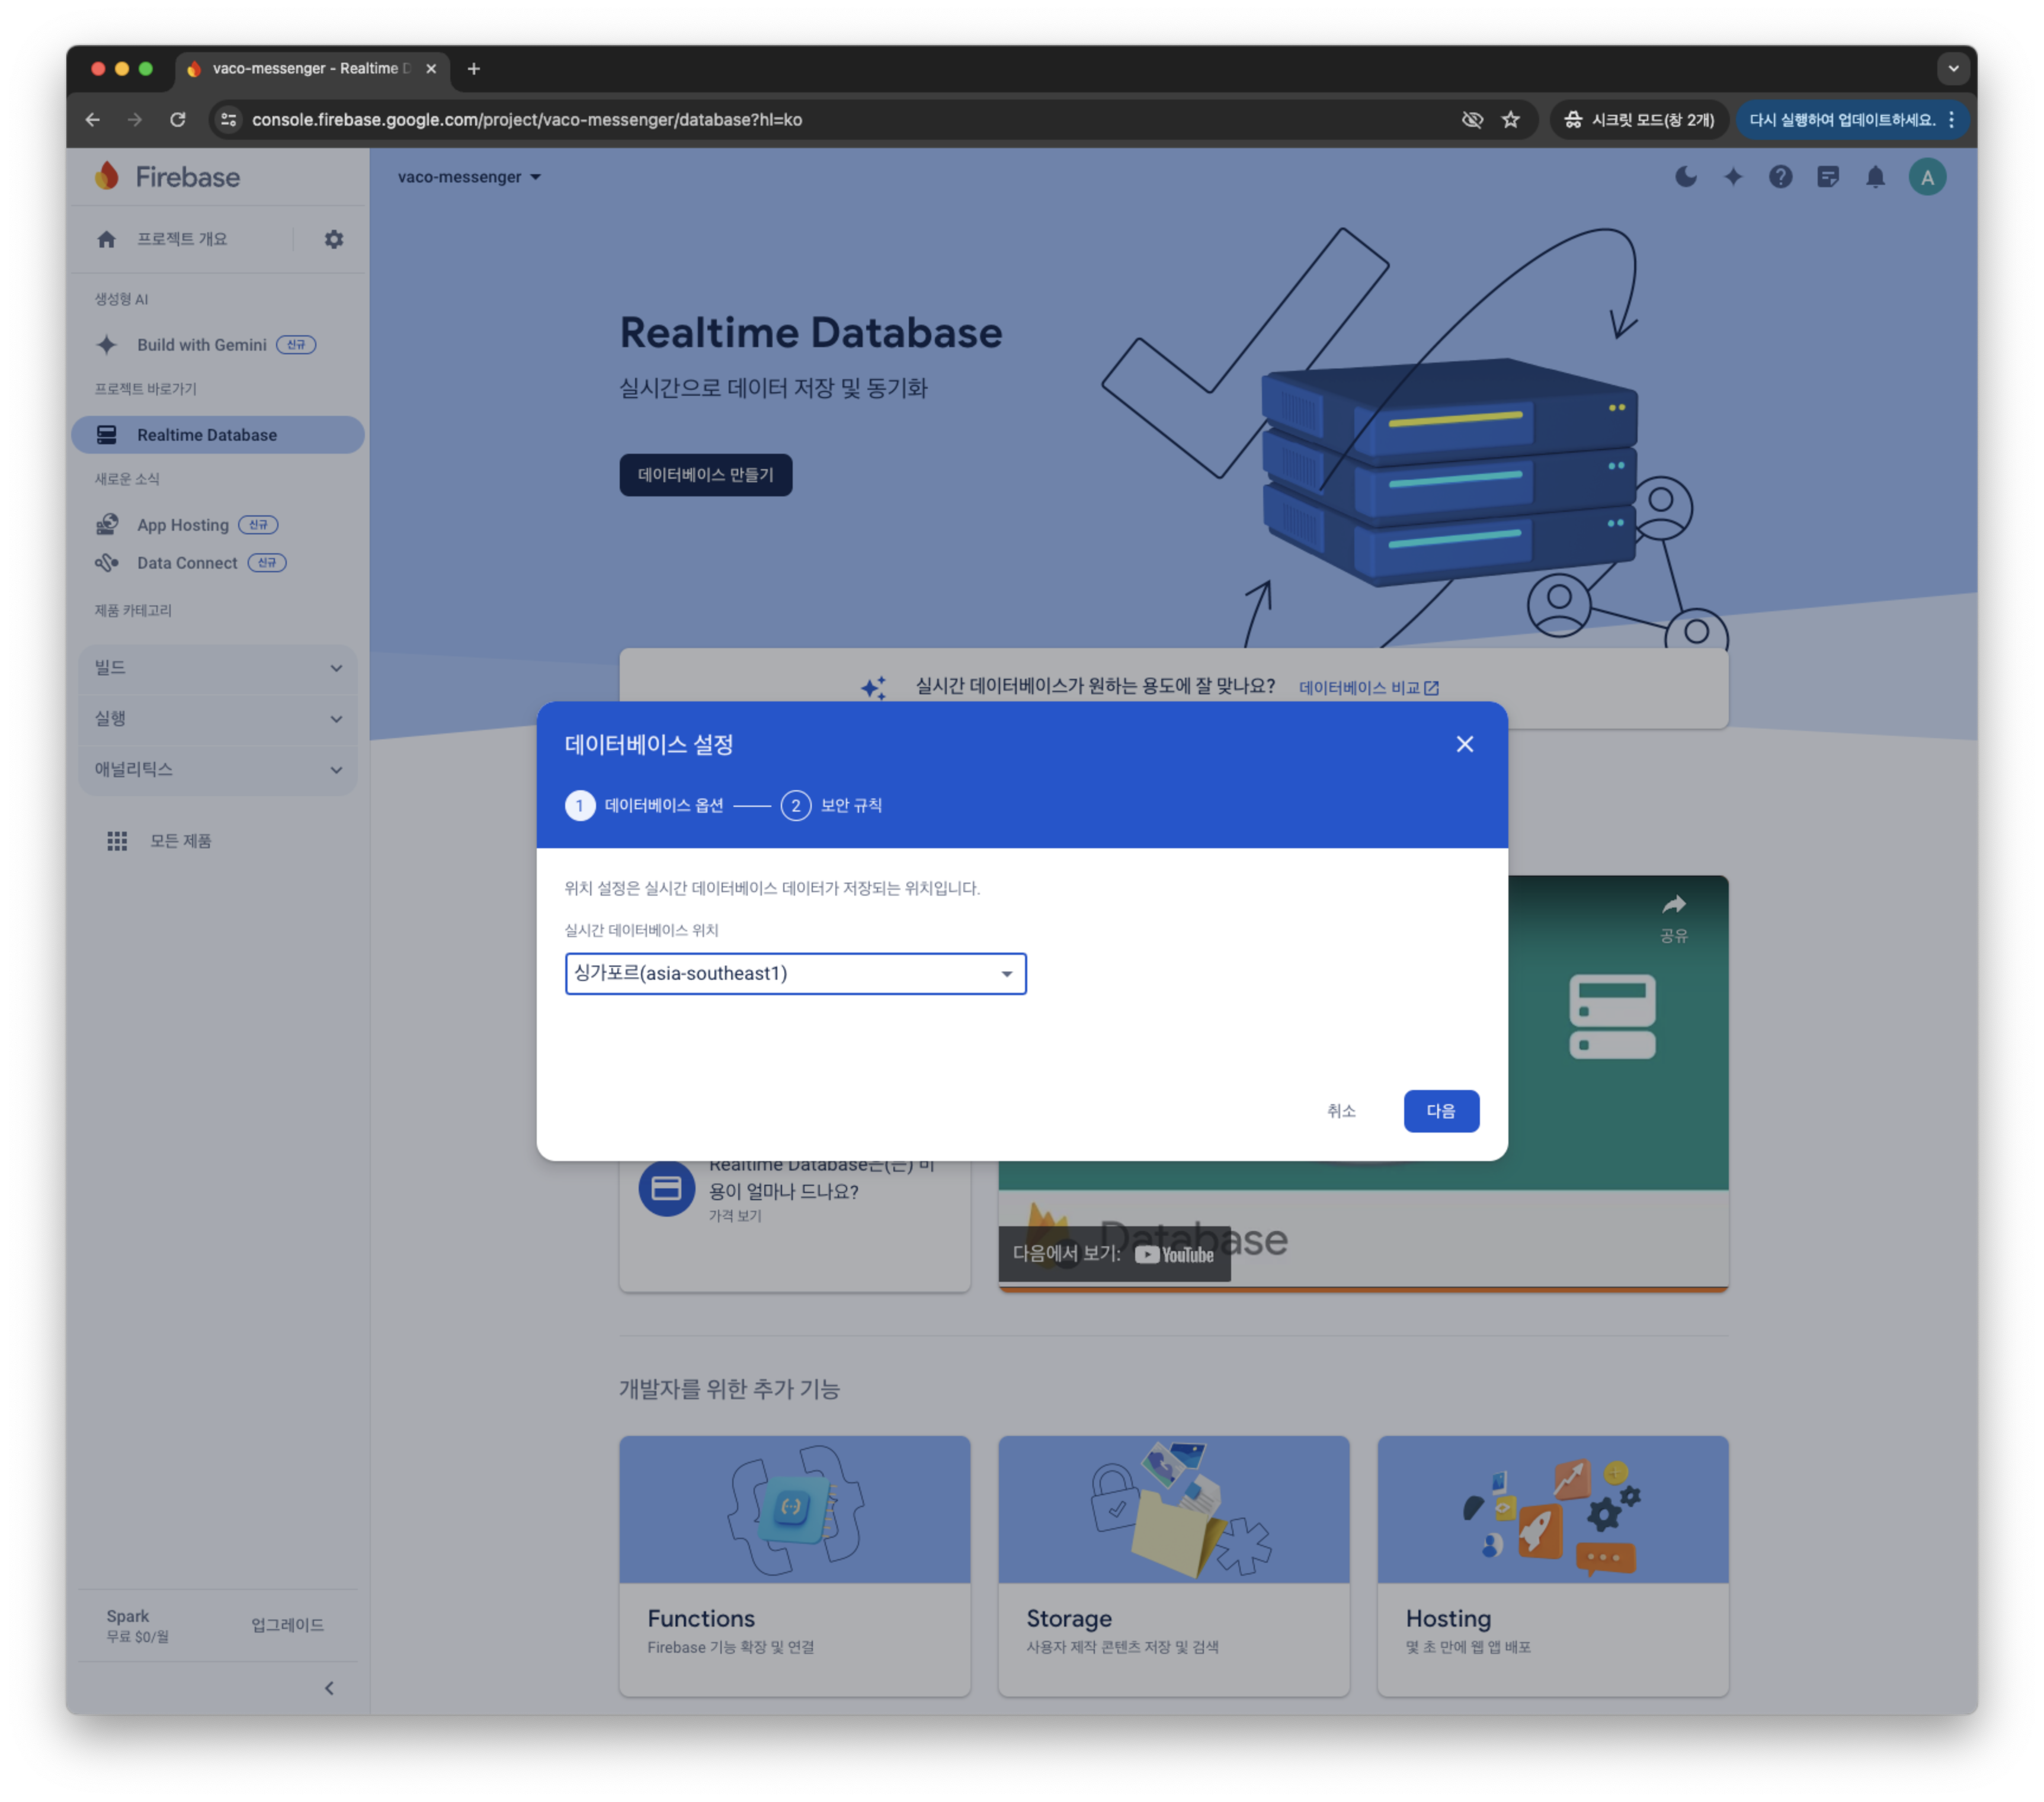 vaco-messenger - Realtime D
console.firebase.google.com/project/vaco-messenger/database?hl=ko
시크릿 모드(창 2개)
다시 실행하여 업데이트하세요.
Firebase
vaco-messenger
A
프로젝트 개요
생성형 AI
Build with Gemini 신규
프로젝트 바로가기
Realtime Database
새로운 소식
App Hosting 신규
Data Connect 신규
제품 카테고리
빌드
실행
애널리틱스
모든 제품
Spark
무료 $0/월
업그레이드
Realtime Database
실시간으로 데이터 저장 및 동기화
데이터베이스 만들기
실시간 데이터베이스가 원하는 용도에 잘 맞나요? 데이터베이스 비교
데이터베이스 설정
1 데이터베이스 옵션 2 보안 규칙
위치 설정은 실시간 데이터베이스 데이터가 저장되는 위치입니다.
실시간 데이터베이스 위치
싱가포르(asia-southeast1)
취소 다음
공유
Realtime Database은(는) 비
용이 얼마나 드나요?
가격 보기
Database
다음에서 보기: YouTube
개발자를 위한 추가 기능
Functions
Firebase 기능 확장 및 연결
Storage
사용자 제작 콘텐츠 저장 및 검색
Hosting
몇 초 만에 웹 앱 배포